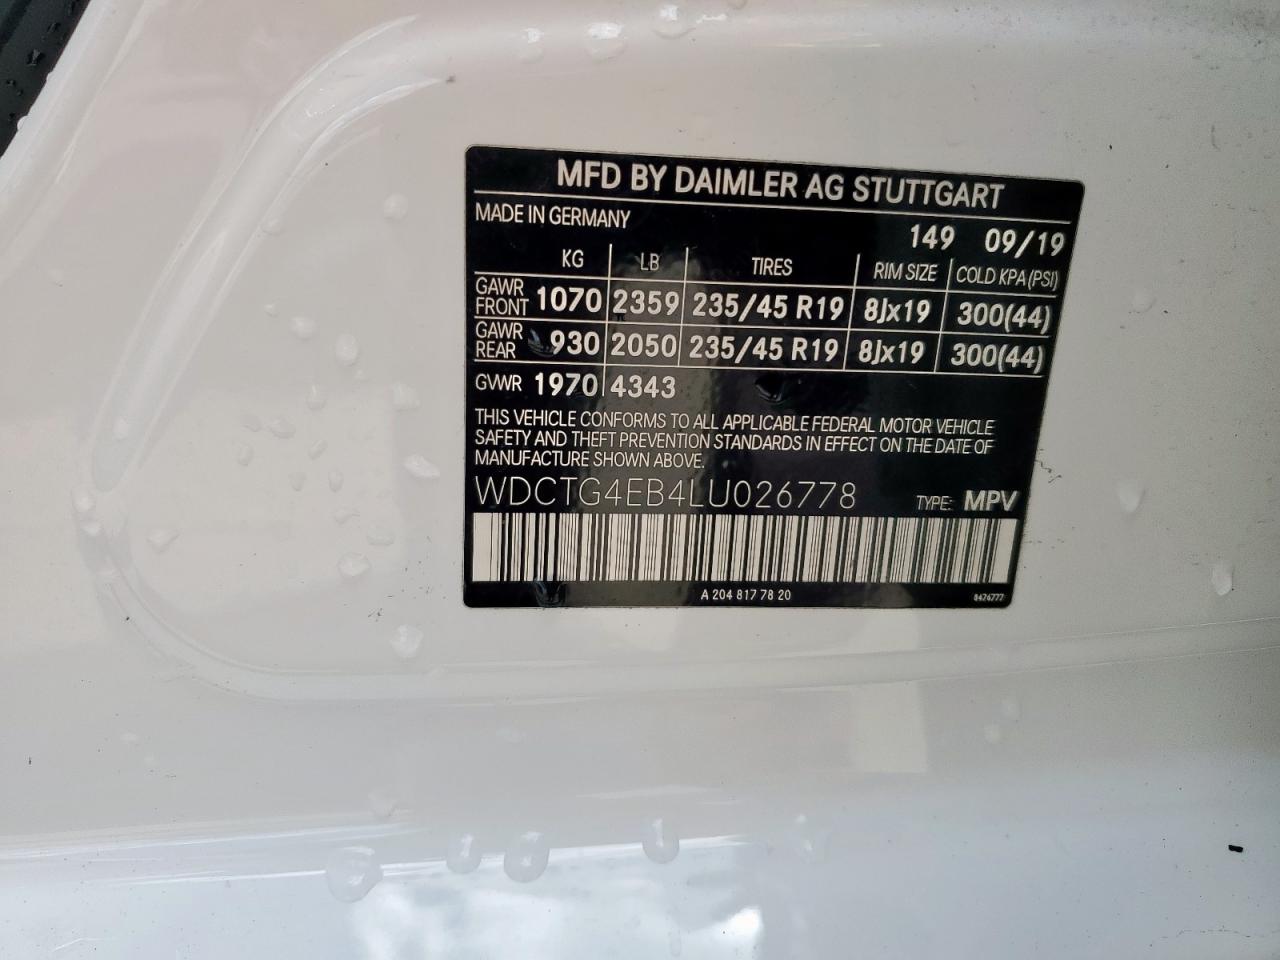 MFD BY DAIMLER AG STUTTGART
MADE IN GERMANY
149 09/19
KG LB TIRES RIM SIZE COLD KPA(PSI)
GAWR FRONT 1070 2359 235/45 R19 8Jx19 300(44)
GAWR REAR 930 2050 235/45 R19 8Jx19 300(44)
GVWR 1970 4343
THIS VEHICLE CONFORMS TO ALL APPLICABLE FEDERAL MOTOR VEHICLE
SAFETY AND THEFT PREVENTION STANDARDS IN EFFECT ON THE DATE OF
MANUFACTURE SHOWN ABOVE.
WDCTG4EB4LU026778 TYPE: MPV
A 204 817 78 20
8476777